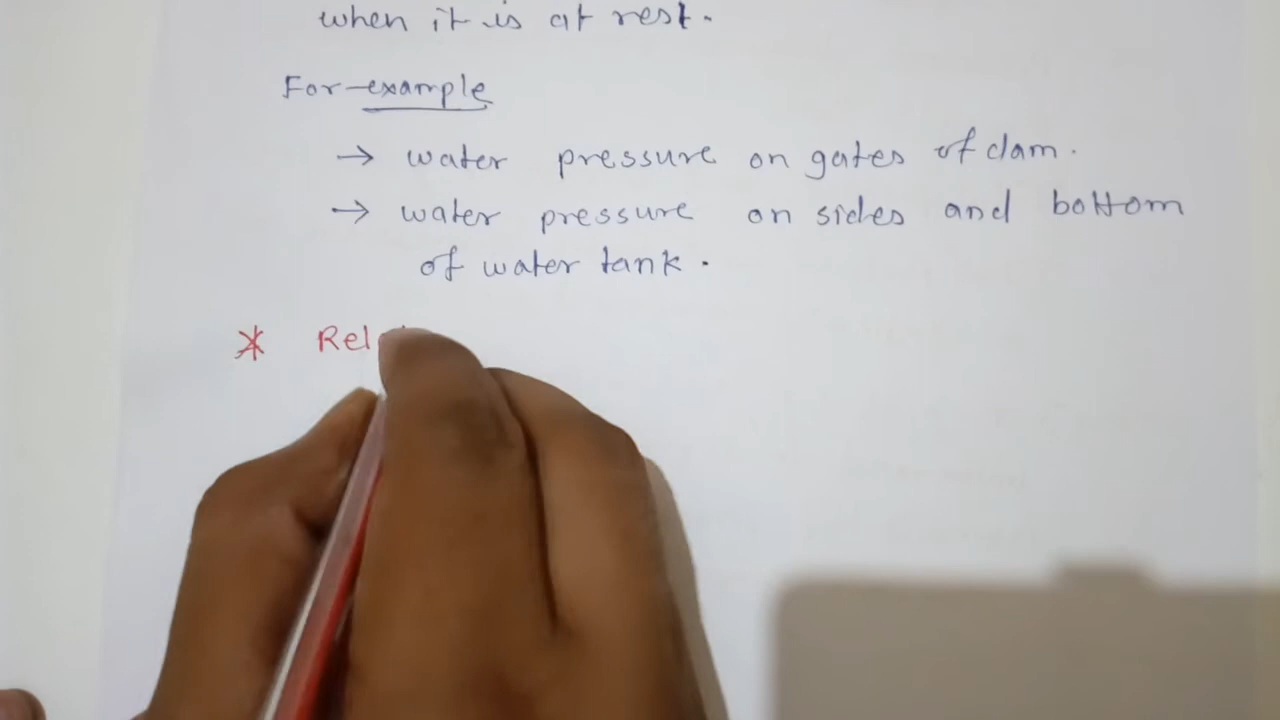 when it is at rest.
For-example
→ water pressure on gates of dam.
→ water pressure on sides and bottom
of water tank.
* Rel